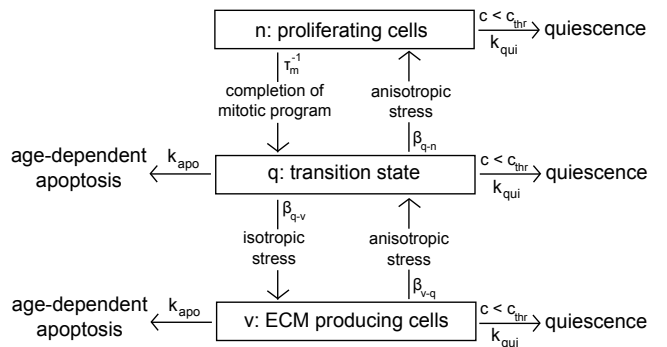 n: proliferating cells
c < c_thr
k_qui
quiescence
τ_m^-1
completion of
mitotic program
anisotropic
stress
β_q-n
age-dependent
apoptosis
k_apo
q: transition state
c < c_thr
k_qui
quiescence
β_q-v
isotropic
stress
anisotropic
stress
β_v-q
age-dependent
apoptosis
k_apo
v: ECM producing cells
c < c_thr
k_qui
quiescence